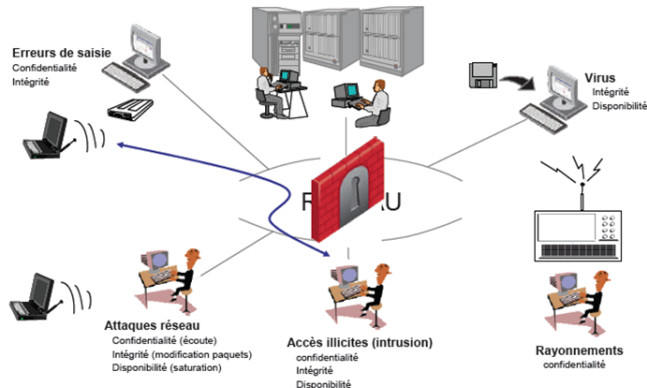 Erreurs de saisie
Confidentialité
Intégrité
Virus
Intégrité
Disponibilité
Attaques réseau
Confidentialité (écoute)
Intégrité (modification paquets)
Disponibilité (saturation)
Accès illicites (intrusion)
confidentialité
Intégrité
Disponibilité
Rayonnements
confidentialité